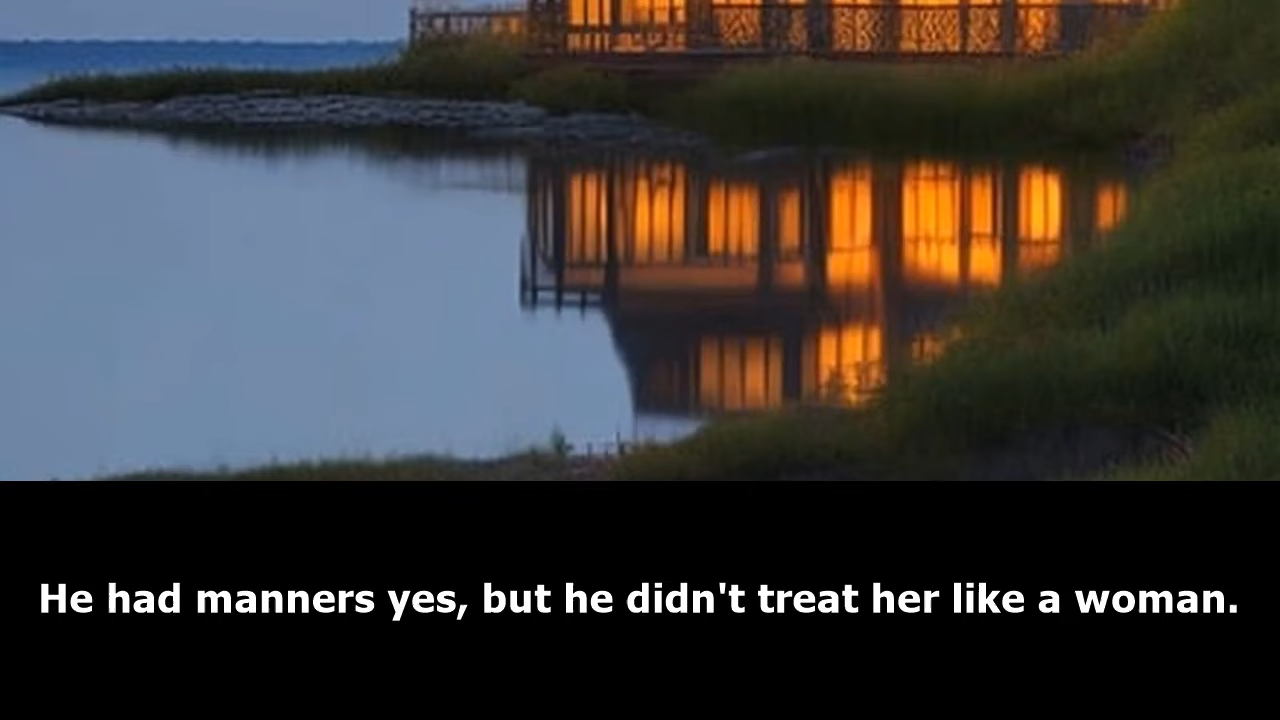 He had manners yes, but he didn't treat her like a woman.